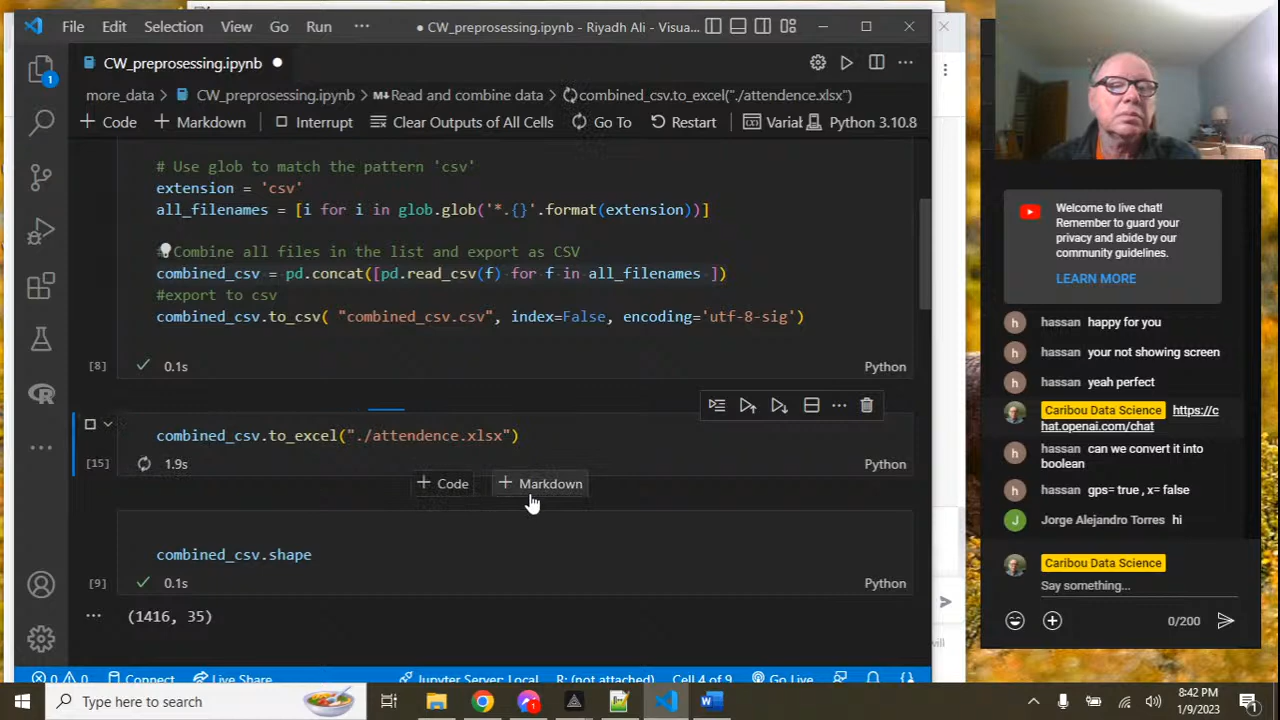 File Edit Selection View Go Run ···
● CW_preprosessing.ipynb - Riyadh Ali - Visua...
CW_preprosessing.ipynb ●
more_data > CW_preprosessing.ipynb > M↓Read and combine data > combined_csv.to_excel("./attendence.xlsx")
+ Code + Markdown Interrupt Clear Outputs of All Cells Go To Restart Varial Python 3.10.8
# Use glob to match the pattern 'csv'
extension = 'csv'
all_filenames = [i for i in glob.glob('*.{}'.format(extension))]
Combine all files in the list and export as CSV
combined_csv = pd.concat([pd.read_csv(f) for f in all_filenames ])
#export to csv
combined_csv.to_csv( "combined_csv.csv", index=False, encoding='utf-8-sig')
[8] 0.1s Python
combined_csv.to_excel("./attendence.xlsx")
[15] 1.9s Python
+ Code + Markdown
combined_csv.shape
[9] 0.1s Python
(1416, 35)
0 0 Connect Live Share Jupyter Server: Local R: (not attached) Cell 4 of 9 Go Live
1
Welcome to live chat!
Remember to guard your
privacy and abide by our
community guidelines.
LEARN MORE
h hassan happy for you
h hassan your not showing screen
h hassan yeah perfect
Caribou Data Science https://c
hat.openai.com/chat
h hassan can we convert it into
boolean
h hassan gps= true , x= false
J Jorge Alejandro Torres hi
Caribou Data Science
Say something...
0/200
will
Type here to search
1
8:42 PM
1/9/2023
1